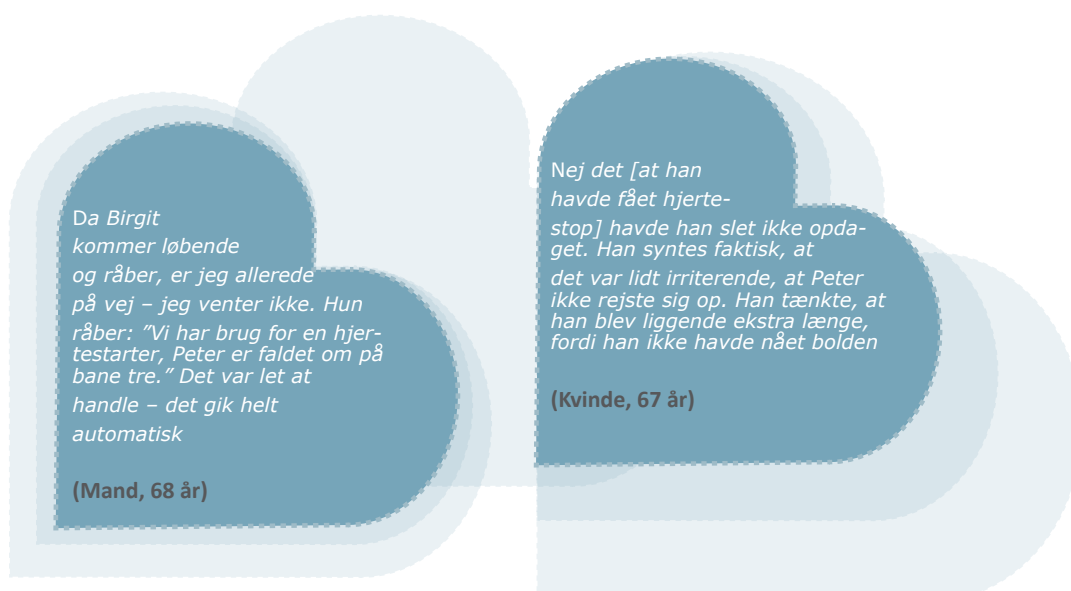 Da Birgit
kommer løbende
og råber, er jeg allerede
på vej – jeg venter ikke. Hun
råber: ”Vi har brug for en hjer-
testarter, Peter er faldet om på
bane tre.” Det var let at
handle – det gik helt
automatisk
(Mand, 68 år)
Nej det [at han
havde fået hjerte-
stop] havde han slet ikke opda-
get. Han syntes faktisk, at
det var lidt irriterende, at Peter
ikke rejste sig op. Han tænkte, at
han blev liggende ekstra længe,
fordi han ikke havde nået bolden
(Kvinde, 67 år)